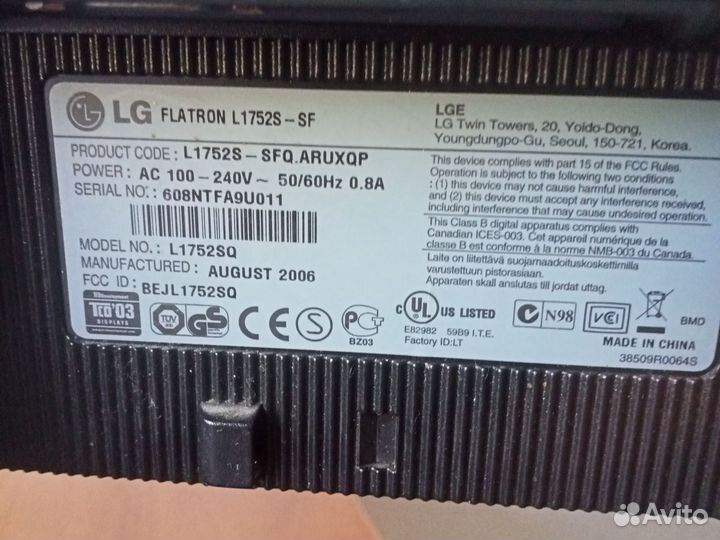 LG FLATRON L1752S-SF
PRODUCT CODE : L1752S - SFQ.ARUXQP
POWER : AC 100-240V~ 50/60Hz 0.8A
SERIAL NO.: 608NTFA9U011
MODEL NO.: L1752SQ
MANUFACTURED : AUGUST 2006
FCC ID : BEJL1752SQ
LGE
LG Twin Towers, 20, Yoido-Dong,
Youngdungpo-Gu, Seoul, 150-721, Korea.
This device complies with part 15 of the FCC Rules.
Operation is subject to the following two conditions
: (1) this device may not cause harmful interference,
and (2) this device must accept any interference received,
including interference
This Class B digital apparatus complies with
Canadian ICES-003. Cet appareil numérique de la
classe B est conforme à la norme NMB-003 du Canada.
Laite on liitettävä suojamaadoituskoskettimilla
varustettuun pistorasiaan.
Apparaten skall anslutas till jordat uttag.
TCO'03
DISPLAYS
TÜV
GS
CE
S
PCT
BZ03
c UL US LISTED
E82982 59B9 I.T.E.
Factory ID:LT
N98
VCI
BMD
MADE IN CHINA
38509R0064S
Avito